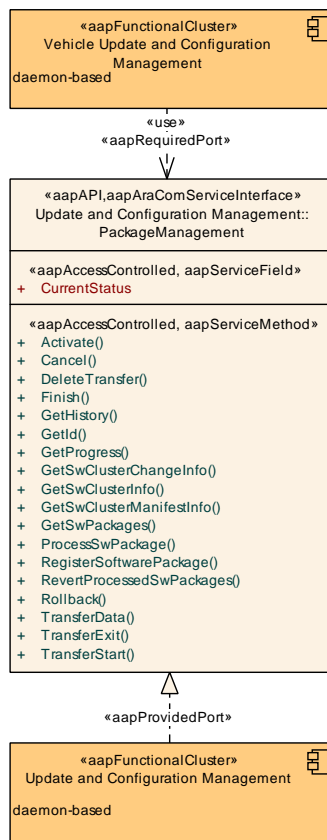 «aapFunctionalCluster»
Vehicle Update and Configuration
Management
daemon-based
«use»
«aapRequiredPort»
«aapAPI,aapAraComServiceInterface»
Update and Configuration Management::
PackageManagement
«aapAccessControlled, aapServiceField»
+ CurrentStatus
«aapAccessControlled, aapServiceMethod»
+ Activate()
+ Cancel()
+ DeleteTransfer()
+ Finish()
+ GetHistory()
+ GetId()
+ GetProgress()
+ GetSwClusterChangeInfo()
+ GetSwClusterInfo()
+ GetSwClusterManifestInfo()
+ GetSwPackages()
+ ProcessSwPackage()
+ RegisterSoftwarePackage()
+ RevertProcessedSwPackages()
+ Rollback()
+ TransferData()
+ TransferExit()
+ TransferStart()
«aapProvidedPort»
«aapFunctionalCluster»
Update and Configuration Management
daemon-based